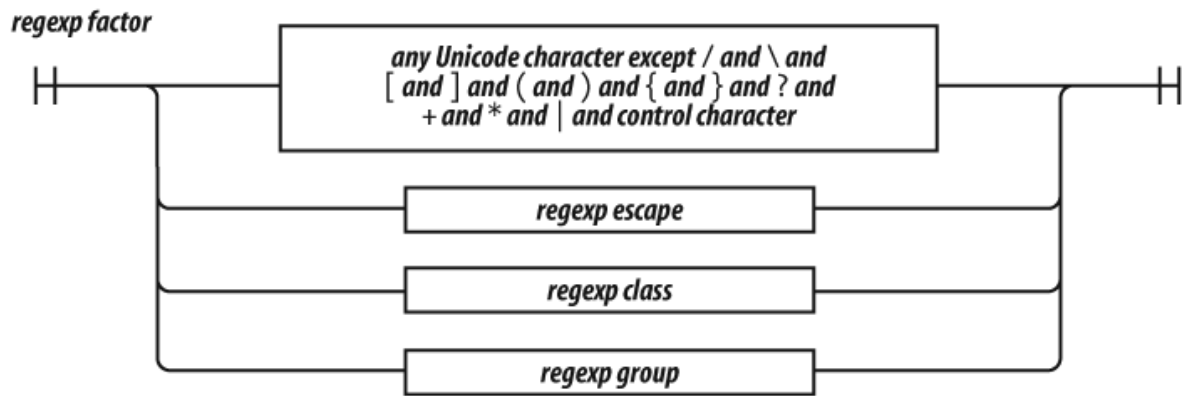 regexp factor
any Unicode character except / and \ and
[ and ] and ( and ) and { and } and ? and
+ and * and | and control character
regexp escape
regexp class
regexp group